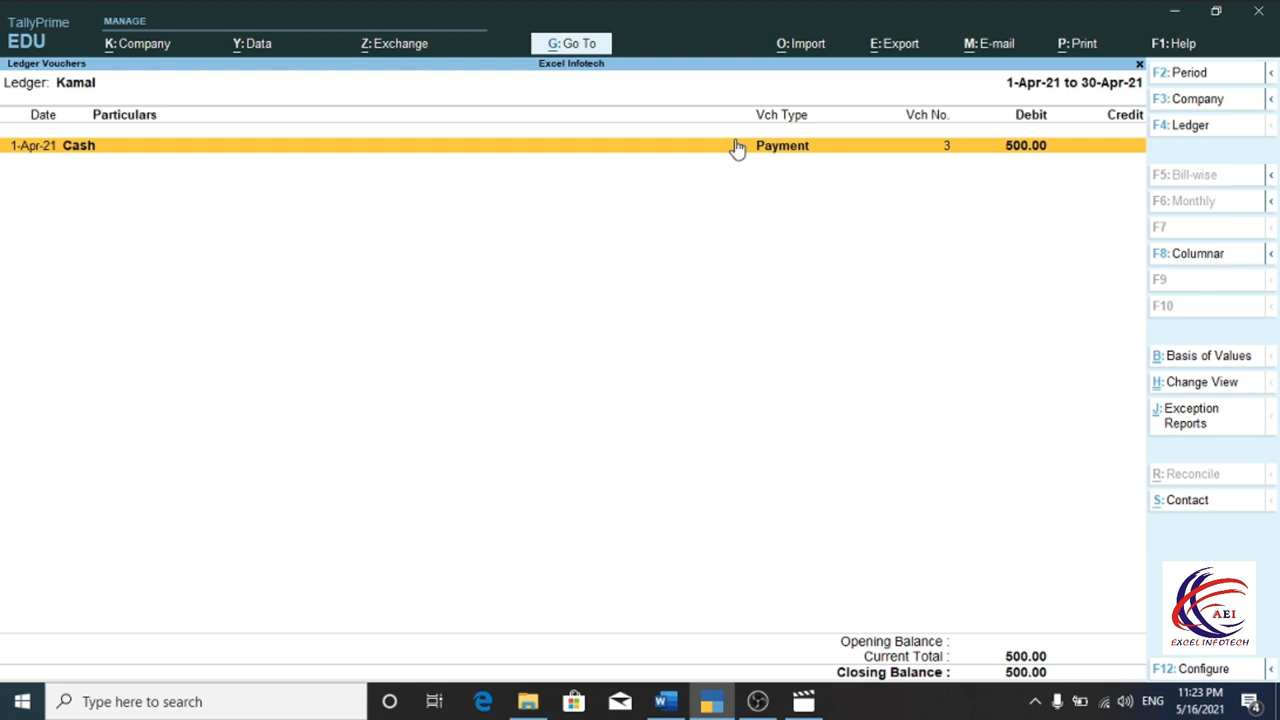 TallyPrime
EDU
MANAGE
K: Company
Y: Data
Z: Exchange
G: Go To
O: Import
E: Export
M: E-mail
P: Print
F1: Help
Ledger Vouchers
Excel Infotech
Ledger: Kamal
1-Apr-21 to 30-Apr-21
Date Particulars Vch Type Vch No. Debit Credit
1-Apr-21 Cash Payment 3 500.00
Opening Balance :
Current Total : 500.00
Closing Balance : 500.00
F2: Period
F3: Company
F4: Ledger
F5: Bill-wise
F6: Monthly
F7
F8: Columnar
F9
F10
B: Basis of Values
H: Change View
J: Exception
Reports
R: Reconcile
S: Contact
AEI
EXCEL INFOTECH
F12: Configure
Type here to search
ENG
11:23 PM
5/16/2021
4